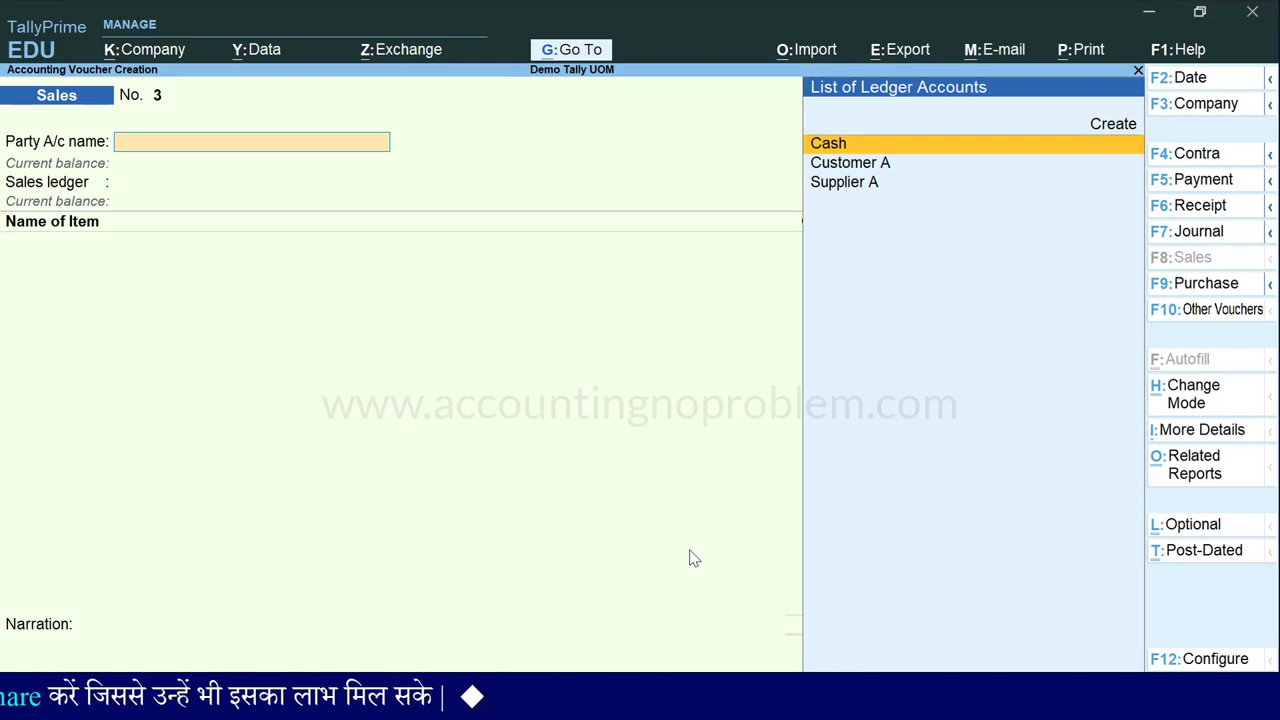 TallyPrime
EDU
MANAGE
K:Company
Y:Data
Z:Exchange
G:Go To
O:Import
E:Export
M:E-mail
P:Print
F1:Help
Accounting Voucher Creation
Demo Tally UOM
Sales
No. 3
Party A/c name:
Current balance:
Sales ledger :
Current balance:
Name of Item
List of Ledger Accounts
Create
Cash
Customer A
Supplier A
F2:Date
F3:Company
F4:Contra
F5:Payment
F6:Receipt
F7:Journal
F8:Sales
F9:Purchase
F10:Other Vouchers
F:Autofill
H:Change
Mode
I:More Details
O:Related
Reports
L:Optional
T:Post-Dated
F12:Configure
www.accountingnoproblem.com
Narration:
hare करें जिससे उन्हें भी इसका लाभ मिल सके |